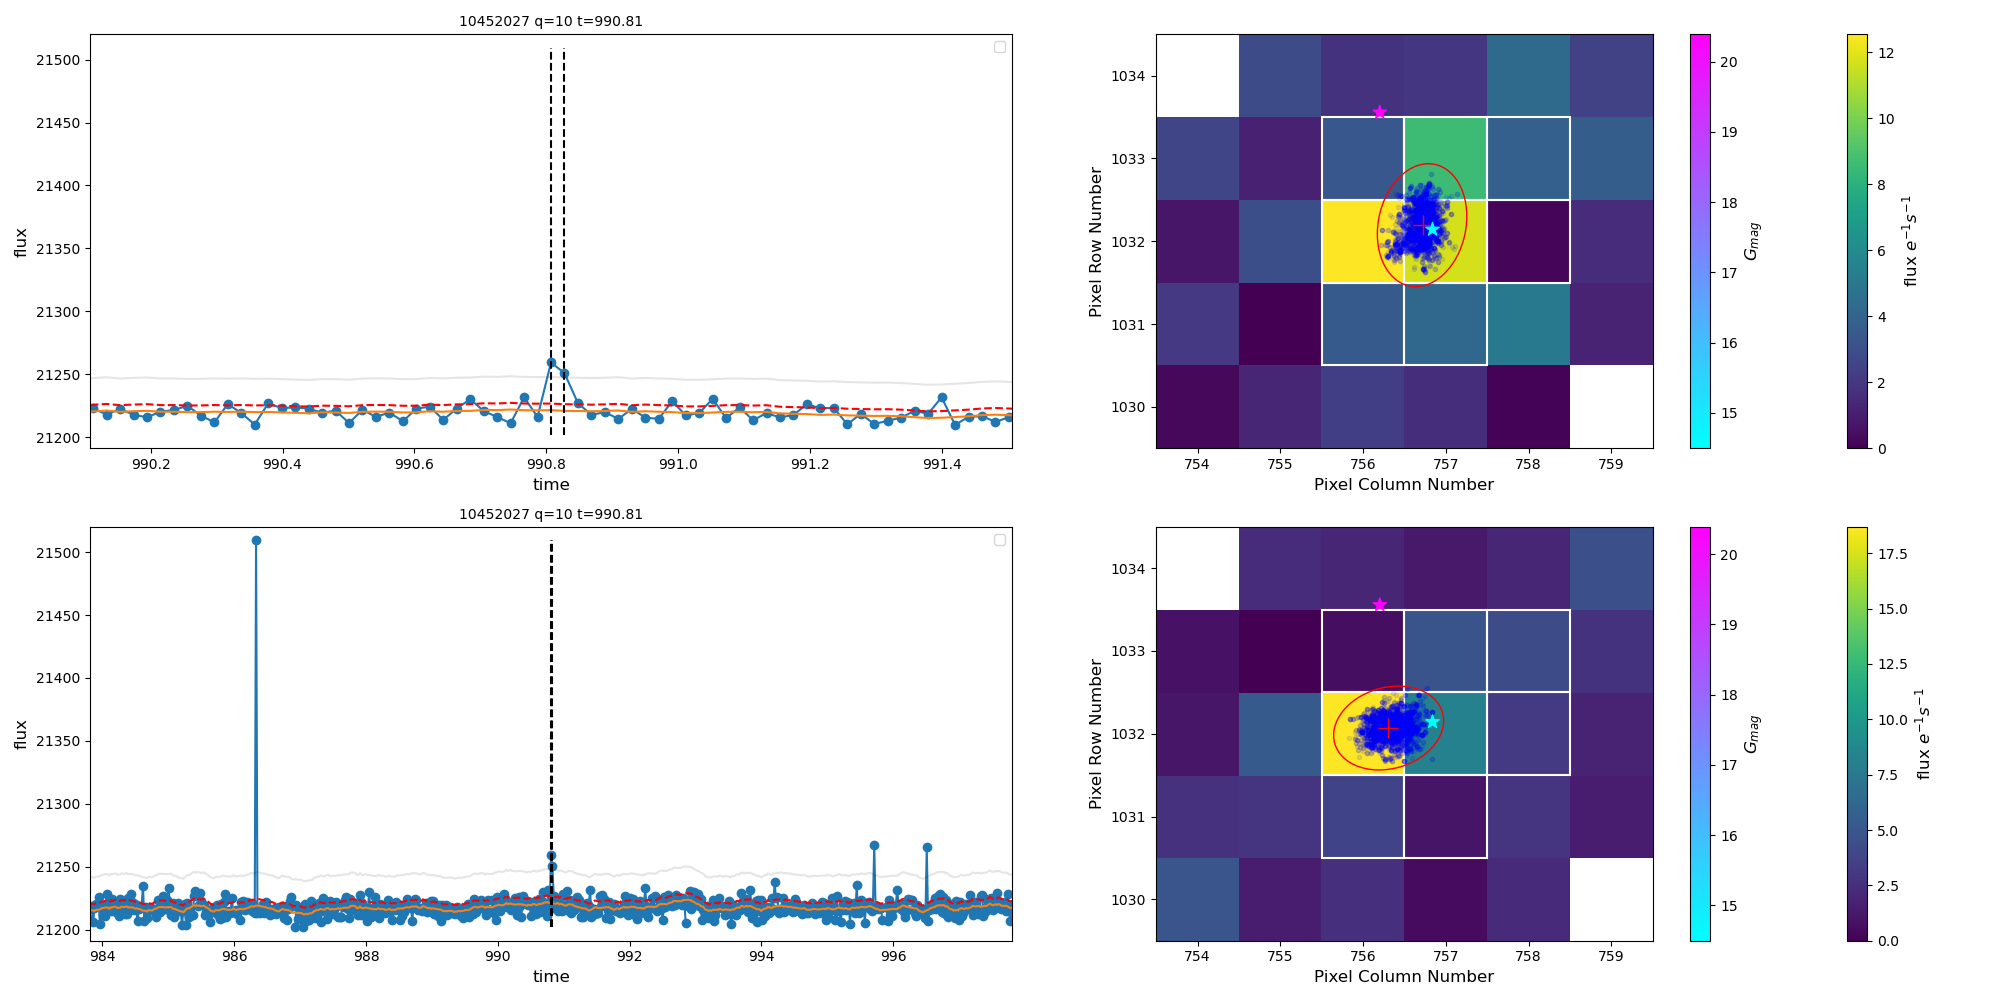 10452027 q=10 t=990.81
flux
21500
21450
21400
21350
21300
21250
21200
990.2 990.4 990.6 990.8 991.0 991.2 991.4
time
Pixel Row Number
1034
1033
1032
1031
1030
754 755 756 757 758 759
Pixel Column Number
20
19
18
17
16
15
G_mag
12
10
8
6
4
2
0
flux e⁻¹s⁻¹
10452027 q=10 t=990.81
flux
21500
21450
21400
21350
21300
21250
21200
984 986 988 990 992 994 996
time
Pixel Row Number
1034
1033
1032
1031
1030
754 755 756 757 758 759
Pixel Column Number
20
19
18
17
16
15
G_mag
17.5
15.0
12.5
10.0
7.5
5.0
2.5
0.0
flux e⁻¹s⁻¹